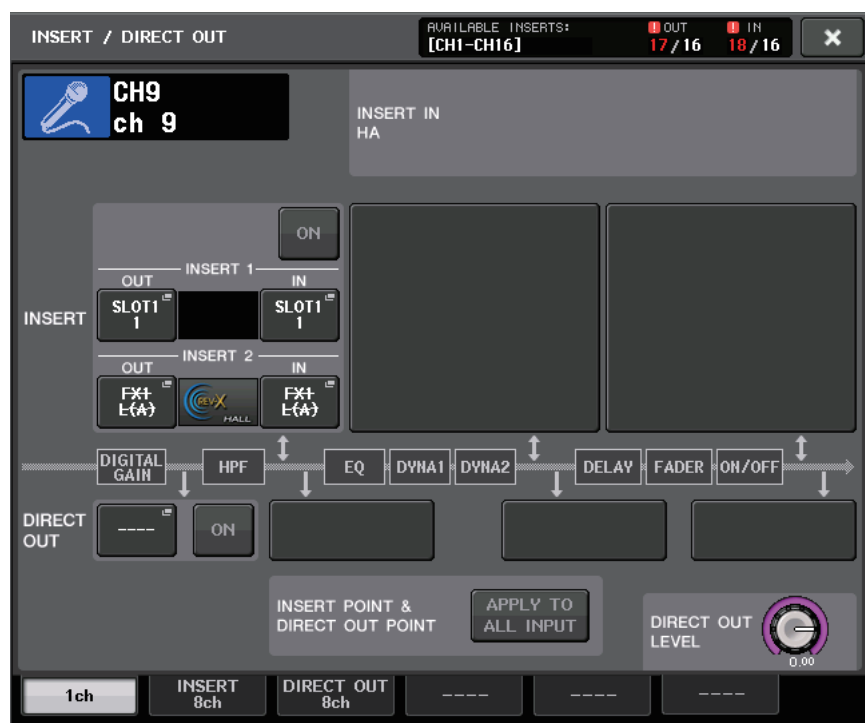 INSERT / DIRECT OUT
AVAILABLE INSERTS:
[CH1-CH16]
! OUT
17/16
! IN
18/16
×
CH9
ch 9
INSERT IN
HA
ON
INSERT
INSERT 1
OUT
IN
SLOT1
1
SLOT1
1
INSERT 2
OUT
IN
FX1
L(A)
REV-X
HALL
FX1
L(A)
DIGITAL
GAIN
HPF
EQ
DYNA1
DYNA2
DELAY
FADER
ON/OFF
DIRECT
OUT
----
ON
INSERT POINT &
DIRECT OUT POINT
APPLY TO
ALL INPUT
DIRECT OUT
LEVEL
0.00
1ch
INSERT
8ch
DIRECT OUT
8ch
----
----
----